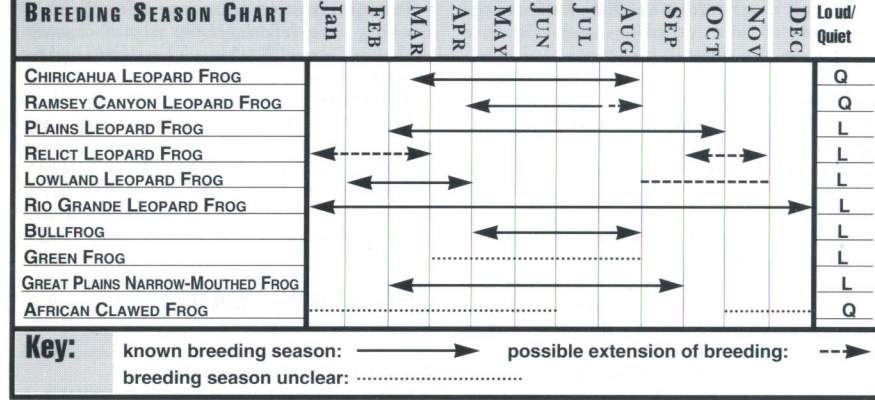 BREEDING SEASON CHART Jan FEB MAR APR MAY JUN JUL AUG SEP OCT NOV DEC Loud/
Quiet
CHIRICAHUA LEOPARD FROG Q
RAMSEY CANYON LEOPARD FROG Q
PLAINS LEOPARD FROG L
RELICT LEOPARD FROG L
LOWLAND LEOPARD FROG L
RIO GRANDE LEOPARD FROG L
BULLFROG L
GREEN FROG L
GREAT PLAINS NARROW-MOUTHED FROG L
AFRICAN CLAWED FROG Q
Key: known breeding season: possible extension of breeding:
breeding season unclear: